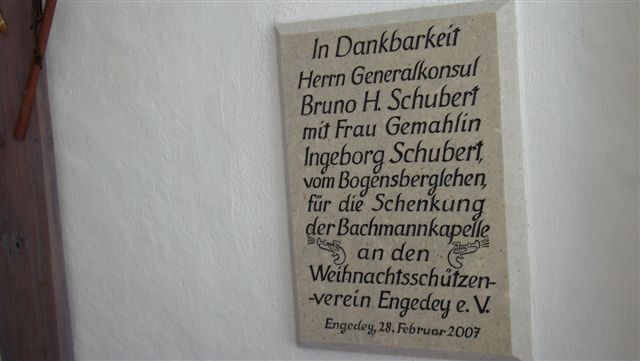 In Dankbarkeit
Herrn Generalkonsul
Bruno H. Schubert
mit Frau Gemahlin
Ingeborg Schubert,
vom Bogensberglehen,
für die Schenkung
der Bachmannkapelle
an den
Weihnachtsschützen-
-verein Engedey e. V.
Engedey, 28. Februar 2007